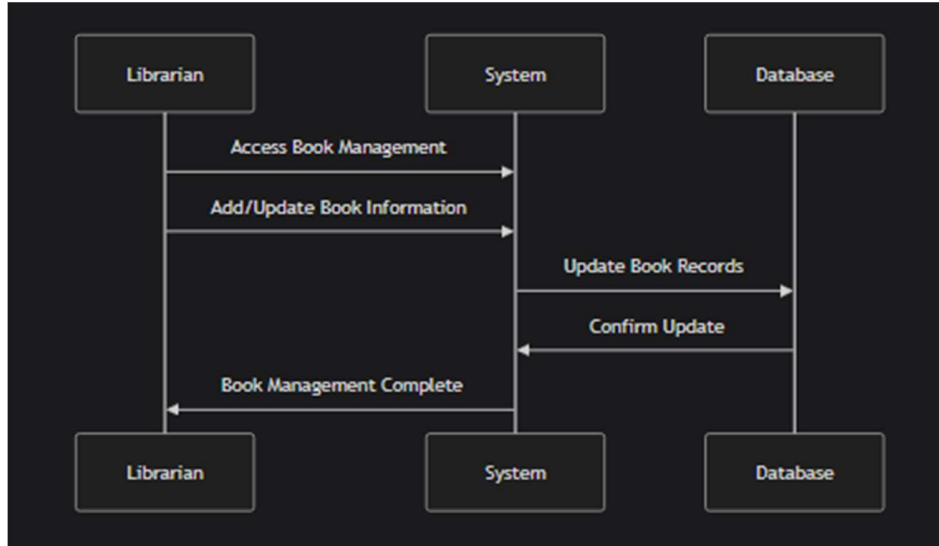 Librarian
System
Database
Access Book Management
Add/Update Book Information
Update Book Records
Confirm Update
Book Management Complete
Librarian
System
Database